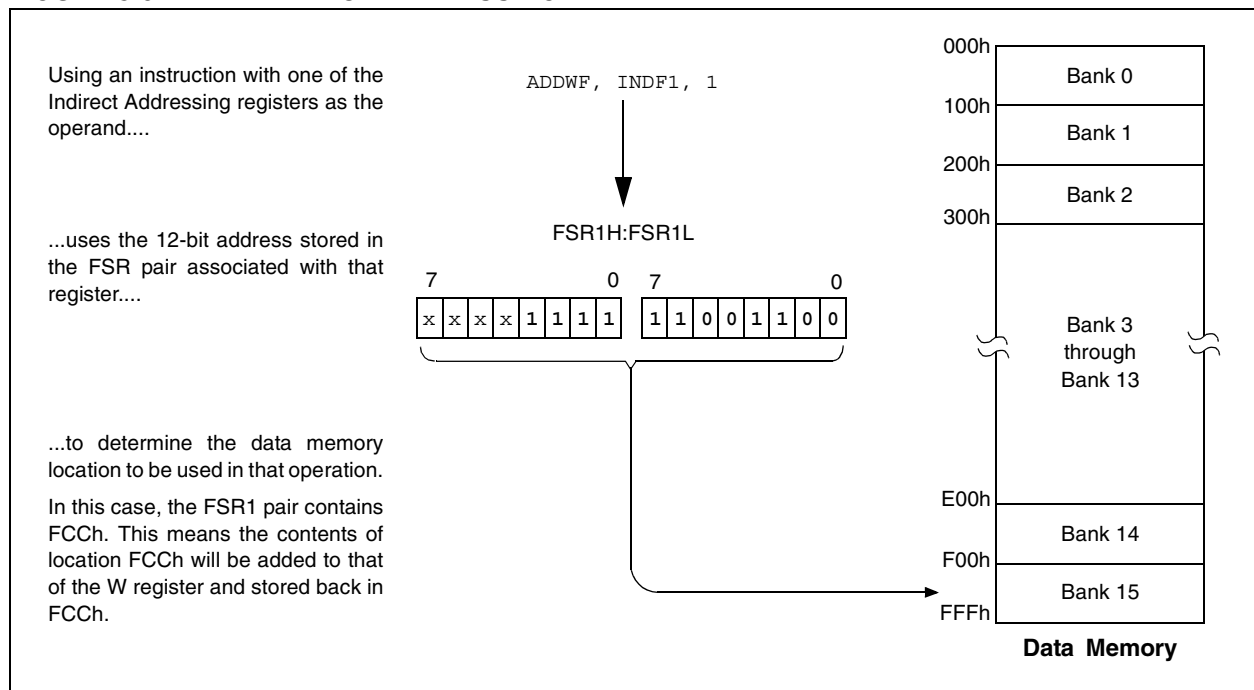 Using an instruction with one of the
Indirect Addressing registers as the
operand....
ADDWF, INDF1, 1
...uses the 12-bit address stored in
the FSR pair associated with that
register....
FSR1H:FSR1L
7 0 7 0
x x x x 1 1 1 1 1 1 0 0 1 1 0 0
...to determine the data memory
location to be used in that operation.
In this case, the FSR1 pair contains
FCCh. This means the contents of
location FCCh will be added to that
of the W register and stored back in
FCCh.
000h
Bank 0
100h
Bank 1
200h
Bank 2
300h
Bank 3
through
Bank 13
E00h
Bank 14
F00h
Bank 15
FFFh
Data Memory